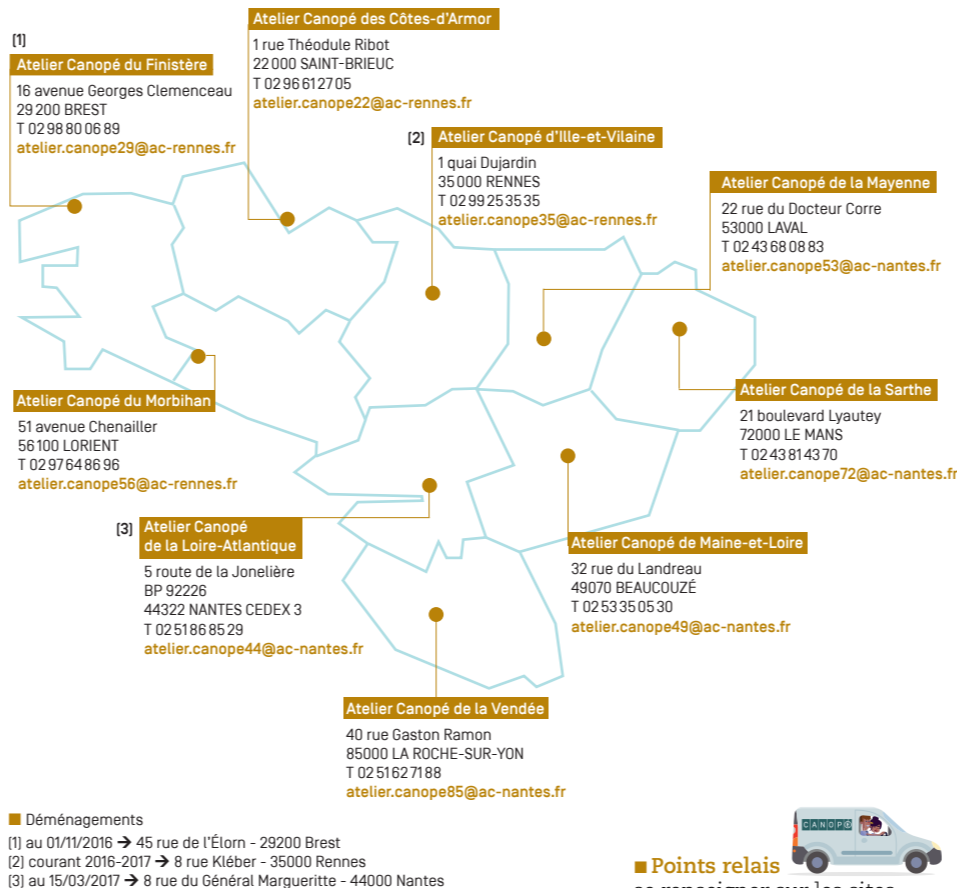 Atelier Canopé des Côtes-d'Armor
1 rue Théodule Ribot
22 000 SAINT-BRIEUC
T 02 96 61 27 05
atelier.canope22@ac-rennes.fr
[1]
Atelier Canopé du Finistère
16 avenue Georges Clemenceau
29 200 BREST
T 02 98 80 06 89
atelier.canope29@ac-rennes.fr
[2] Atelier Canopé d'Ille-et-Vilaine
1 quai Dujardin
35 000 RENNES
T 02 99 25 35 35
atelier.canope35@ac-rennes.fr
Atelier Canopé de la Mayenne
22 rue du Docteur Corre
53000 LAVAL
T 02 43 68 08 83
atelier.canope53@ac-nantes.fr
Atelier Canopé du Morbihan
51 avenue Chenailler
56 100 LORIENT
T 02 97 64 86 96
atelier.canope56@ac-rennes.fr
Atelier Canopé de la Sarthe
21 boulevard Lyautey
72000 LE MANS
T 02 43 81 43 70
atelier.canope72@ac-nantes.fr
[3] Atelier Canopé
de la Loire-Atlantique
5 route de la Jonelière
BP 92226
44322 NANTES CEDEX 3
T 02 51 86 85 29
atelier.canope44@ac-nantes.fr
Atelier Canopé de Maine-et-Loire
32 rue du Landreau
49070 BEAUCOUZÉ
T 02 53 35 05 30
atelier.canope49@ac-nantes.fr
Atelier Canopé de la Vendée
40 rue Gaston Ramon
85000 LA ROCHE-SUR-YON
T 02 51 62 71 88
atelier.canope85@ac-nantes.fr
■ Déménagements
[1] au 01/11/2016 → 45 rue de l'Élorn - 29200 Brest
[2] courant 2016-2017 → 8 rue Kléber - 35000 Rennes
[3] au 15/03/2017 → 8 rue du Général Margueritte - 44000 Nantes
CANOPÉ
■ Points relais
se renseigner sur les sites